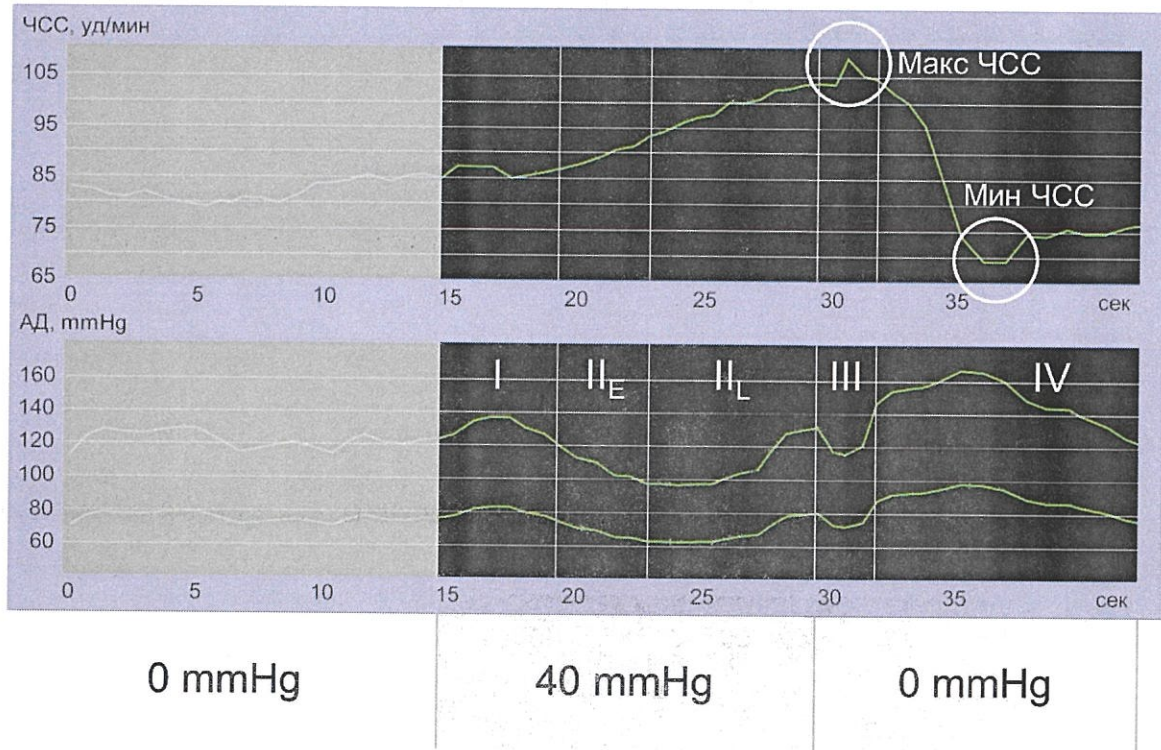 ЧСС, уд/мин
105
95
85
75
65
Макс ЧСС
Мин ЧСС
0 5 10 15 20 25 30 35 сек
АД, mmHg
160
140
120
100
80
60
I II_E II_L III IV
0 5 10 15 20 25 30 35 сек
0 mmHg 40 mmHg 0 mmHg